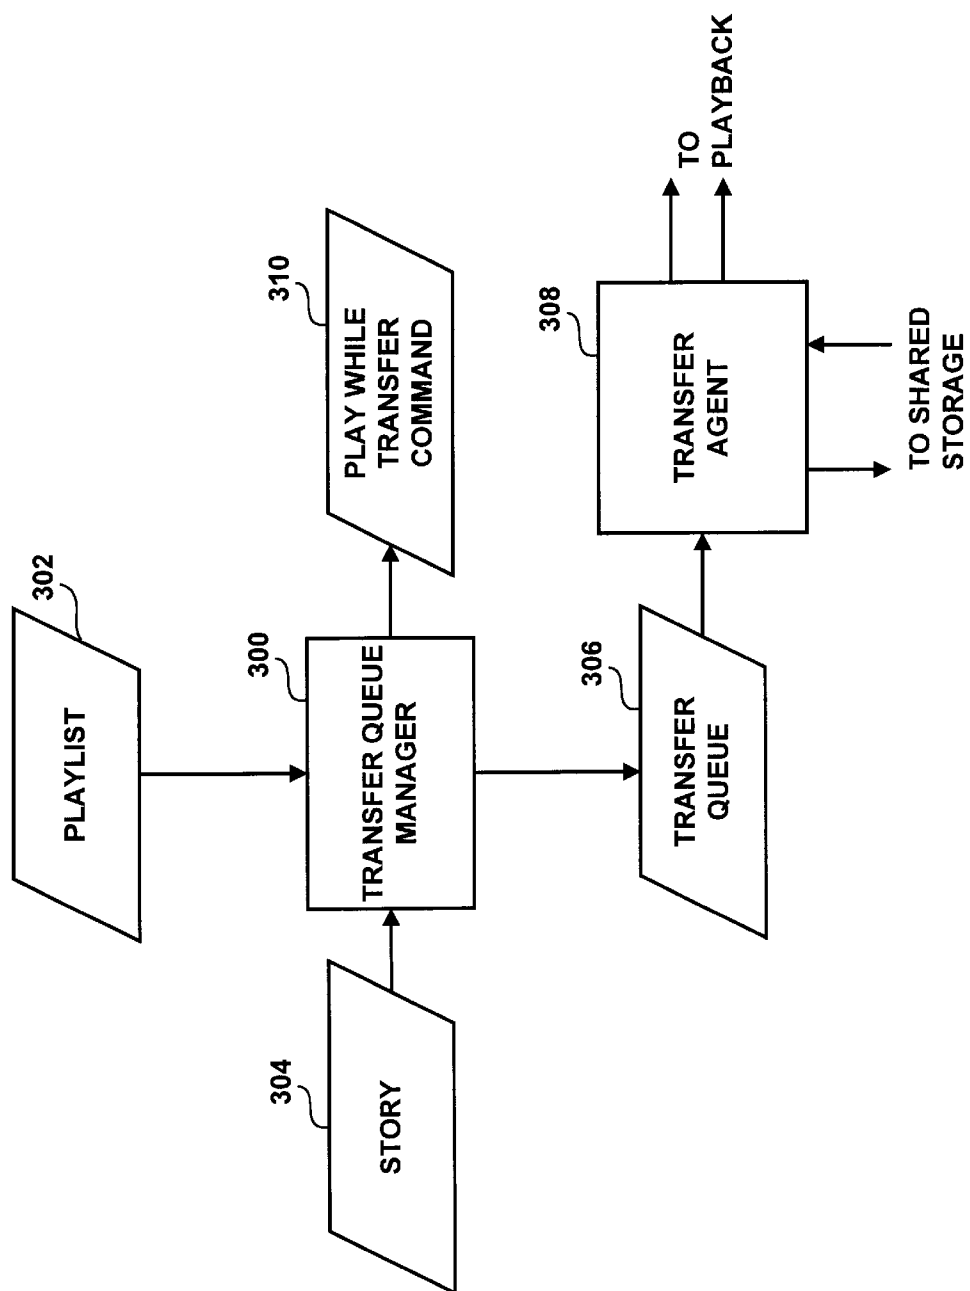 302
PLAYLIST
304
STORY
300
TRANSFER QUEUE
MANAGER
310
PLAY WHILE
TRANSFER
COMMAND
306
TRANSFER
QUEUE
308
TRANSFER
AGENT
TO
PLAYBACK
TO SHARED
STORAGE